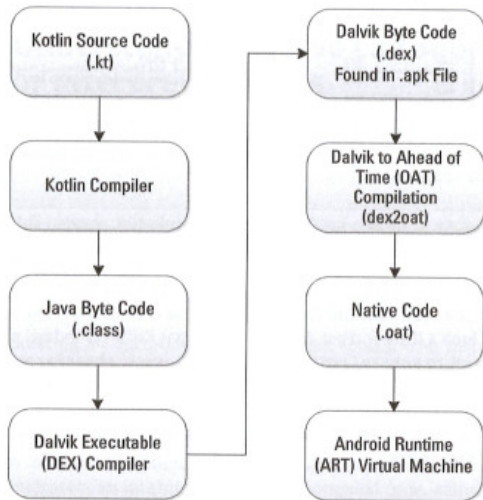 Kotlin Source Code
(.kt)
Kotlin Compiler
Java Byte Code
(.class)
Dalvik Executable
(DEX) Compiler
Dalvik Byte Code
(.dex)
Found in .apk File
Dalvik to Ahead of
Time (OAT)
Compilation
(dex2oat)
Native Code
(.oat)
Android Runtime
(ART) Virtual Machine